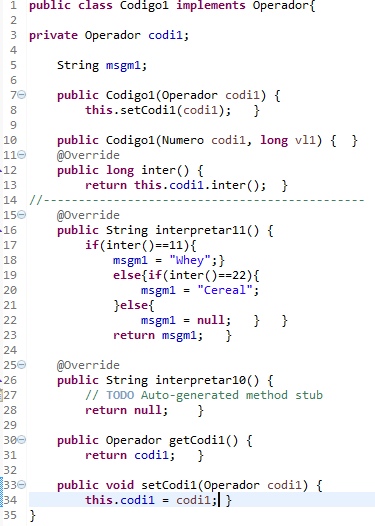 1 public class Codigo1 implements Operador{
2
3 private Operador codi1;
4
5     String msgm1;
6
7     public Codigo1(Operador codi1) {
8         this.setCodi1(codi1);   }
9
10     public Codigo1(Numero codi1, long vl1) {  }
11     @Override
12     public long inter() {
13         return this.codi1.inter();  }
14 //----------------------------------------------
15     @Override
16     public String interpretar11() {
17         if(inter()==11){
18             msgm1 = "Whey";}
19             else{if(inter()==22){
20                 msgm1 = "Cereal";
21             }else{
22                 msgm1 = null;   }   }
23             return msgm1;   }
24
25     @Override
26     public String interpretar10() {
27         // TODO Auto-generated method stub
28         return null;    }
29
30     public Operador getCodi1() {
31         return codi1;   }
32
33     public void setCodi1(Operador codi1) {
34         this.codi1 = codi1; }
35 }